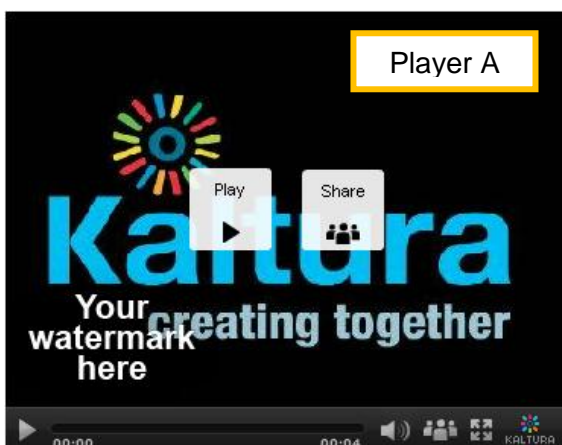 Player A
Play
Share
Kaltura
creating together
Your
watermark
here
00:00
00:04
KALTURA